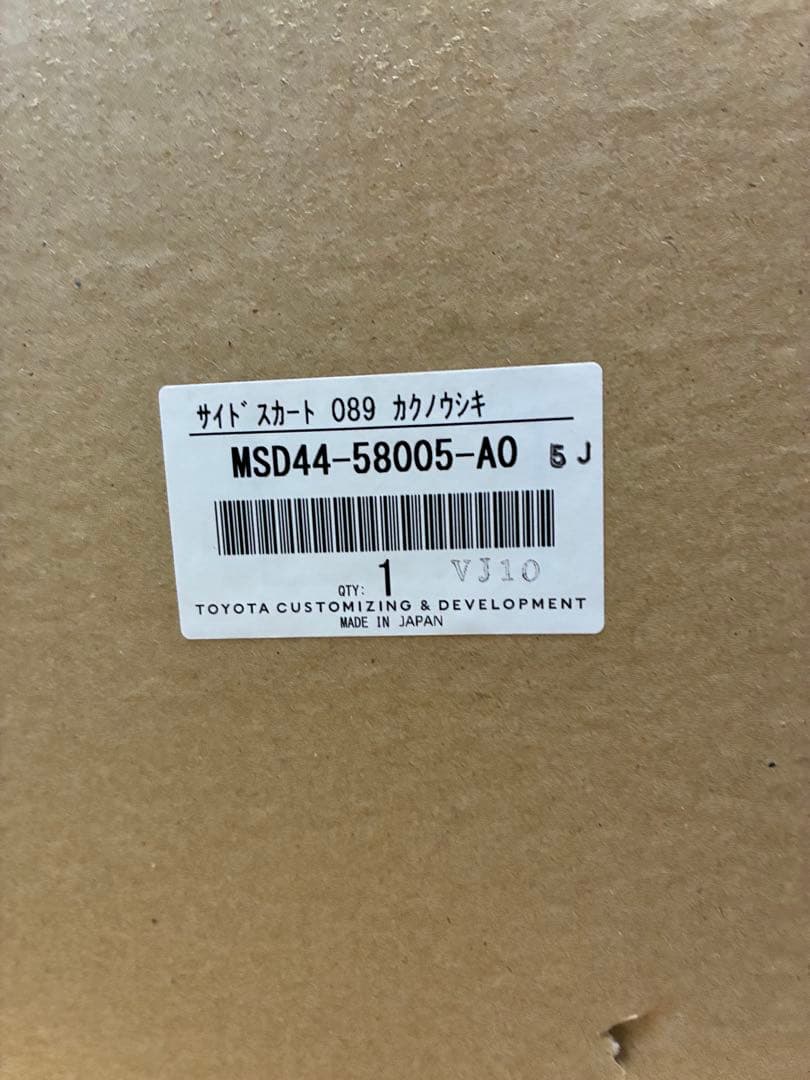 サイドスカート 089 カクノウシキ
MSD44-58005-A0 5J
QTY: 1 VJ10
TOYOTA CUSTOMIZING & DEVELOPMENT
MADE IN JAPAN